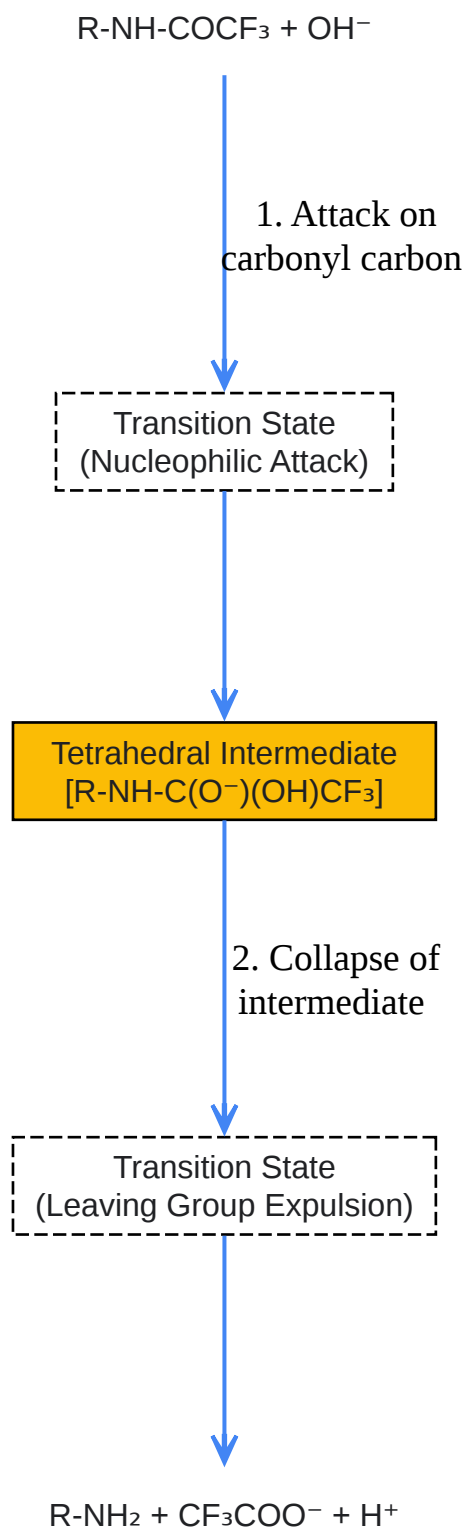 R-NH-COCF₃ + OH⁻
1. Attack on
carbonyl carbon
Transition State
(Nucleophilic Attack)
Tetrahedral Intermediate
[R-NH-C(O⁻)(OH)CF₃]
2. Collapse of
intermediate
Transition State
(Leaving Group Expulsion)
R-NH₂ + CF₃COO⁻ + H⁺